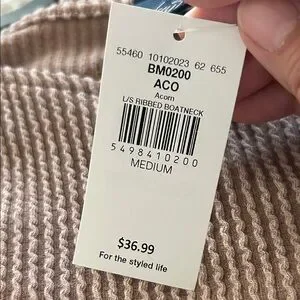 55460 10102023 62 655
BM0200
ACO
Acorn
L/S RIBBED BOATNECK
5498410200
MEDIUM
$36.99
For the styled life